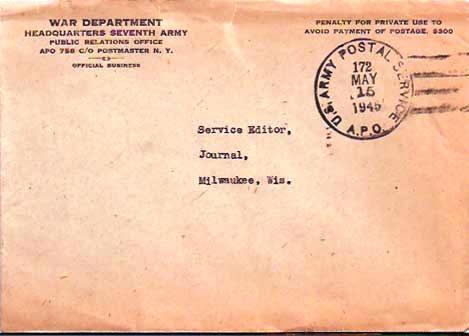 WAR DEPARTMENT
HEADQUARTERS SEVENTH ARMY
PUBLIC RELATIONS OFFICE
APO 758 C/O POSTMASTER N. Y.
OFFICIAL BUSINESS
PENALTY FOR PRIVATE USE TO
AVOID PAYMENT OF POSTAGE, $300
U.S. ARMY POSTAL SERVICE
172
MAY
15
1945
A.P.O.
Service Editor,
Journal,
Milwaukee, Wis.